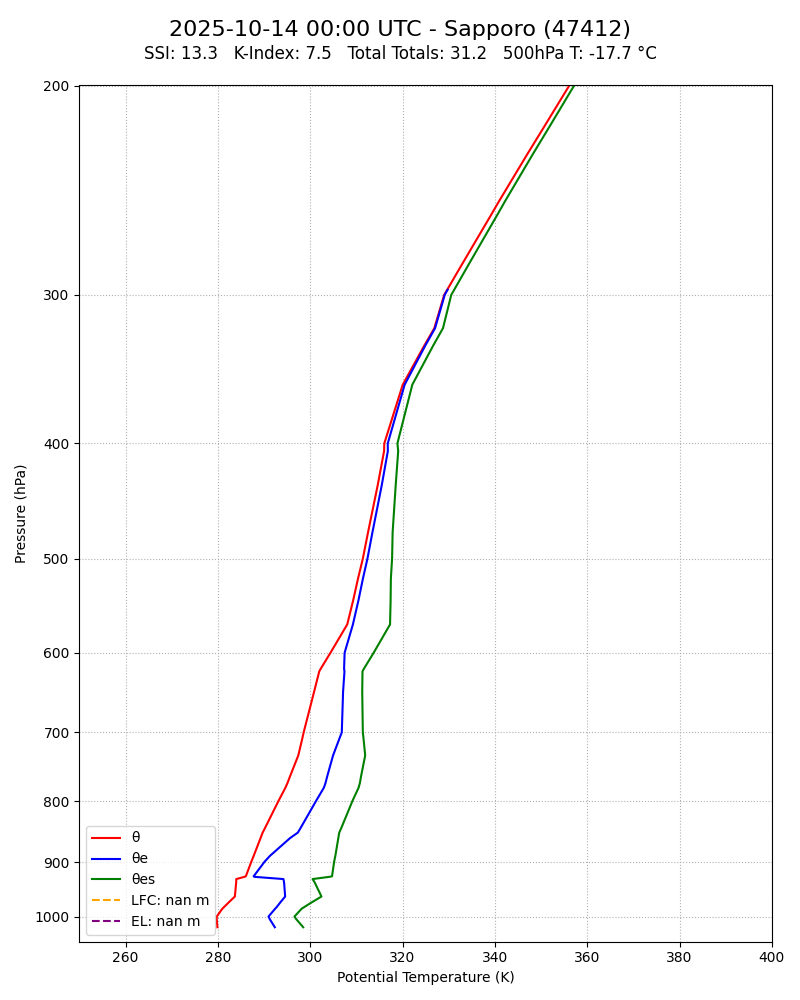 2025-10-14 00:00 UTC - Sapporo (47412)
SSI: 13.3   K-Index: 7.5   Total Totals: 31.2   500hPa T: -17.7 °C
200
300
400
500
600
700
800
900
1000
Pressure (hPa)
θ
θe
θes
LFC: nan m
EL: nan m
260 280 300 320 340 360 380 400
Potential Temperature (K)